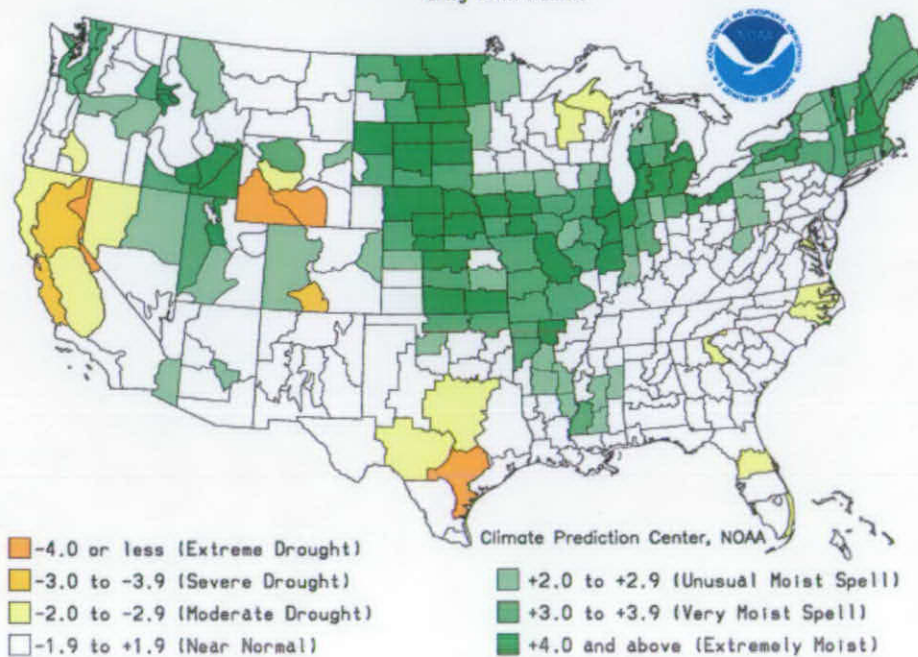 NOAA
Climate Prediction Center, NOAA
-4.0 or less (Extreme Drought)
-3.0 to -3.9 (Severe Drought)
-2.0 to -2.9 (Moderate Drought)
-1.9 to +1.9 (Near Normal)
+2.0 to +2.9 (Unusual Moist Spell)
+3.0 to +3.9 (Very Moist Spell)
+4.0 and above (Extremely Moist)